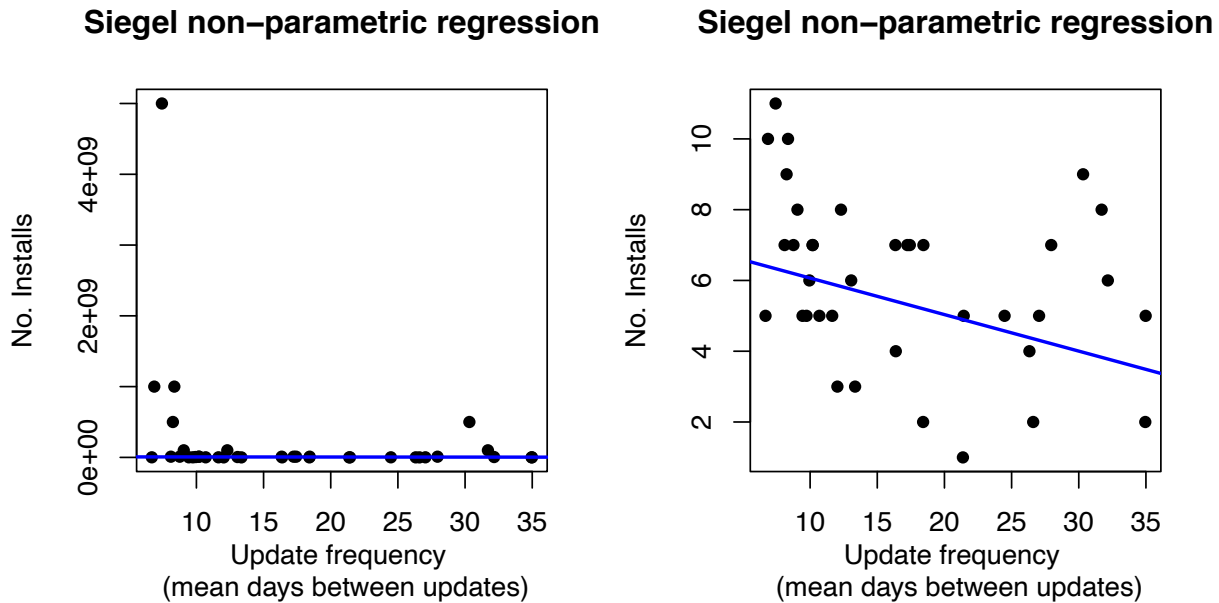 Siegel non−parametric regression
No. Installs
4e+09
2e+09
0e+00
10 15 20 25 30 35
Update frequency
(mean days between updates)
Siegel non−parametric regression
No. Installs
10
8
6
4
2
10 15 20 25 30 35
Update frequency
(mean days between updates)